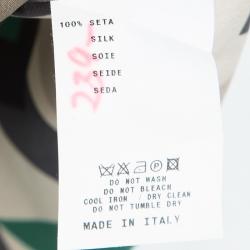 100% SETA
SILK
SOIE
SEIDE
SEDA
DO NOT WASH
DO NOT BLEACH
COOL IRON / DRY CLEAN
DO NOT TUMBLE DRY
MADE IN ITALY